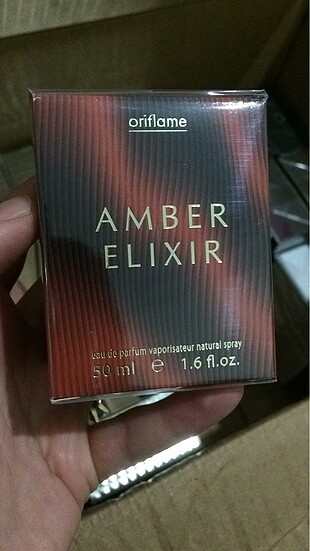 oriflame
AMBER
ELIXIR
eau de parfum vaporisateur natural spray
50 ml e 1.6 fl.oz.